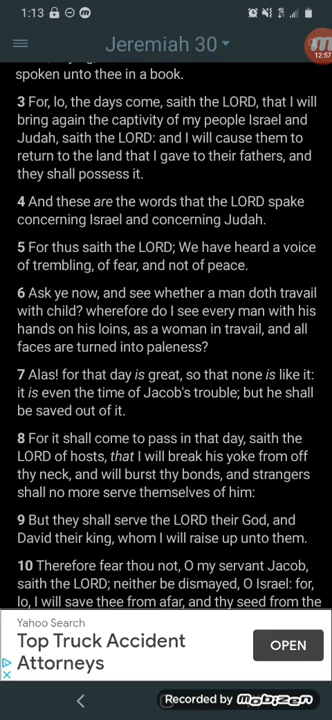 1:13
Jeremiah 30
12:57
spoken unto thee in a book.
3 For, lo, the days come, saith the LORD, that I will
bring again the captivity of my people Israel and
Judah, saith the LORD: and I will cause them to
return to the land that I gave to their fathers, and
they shall possess it.
4 And these are the words that the LORD spake
concerning Israel and concerning Judah.
5 For thus saith the LORD; We have heard a voice
of trembling, of fear, and not of peace.
6 Ask ye now, and see whether a man doth travail
with child? wherefore do I see every man with his
hands on his loins, as a woman in travail, and all
faces are turned into paleness?
7 Alas! for that day is great, so that none is like it:
it is even the time of Jacob's trouble; but he shall
be saved out of it.
8 For it shall come to pass in that day, saith the
LORD of hosts, that I will break his yoke from off
thy neck, and will burst thy bonds, and strangers
shall no more serve themselves of him:
9 But they shall serve the LORD their God, and
David their king, whom I will raise up unto them.
10 Therefore fear thou not, O my servant Jacob,
saith the LORD; neither be dismayed, O Israel: for,
lo, I will save thee from afar, and thy seed from the
Yahoo Search
Top Truck Accident
Attorneys
OPEN
Recorded by mobizen